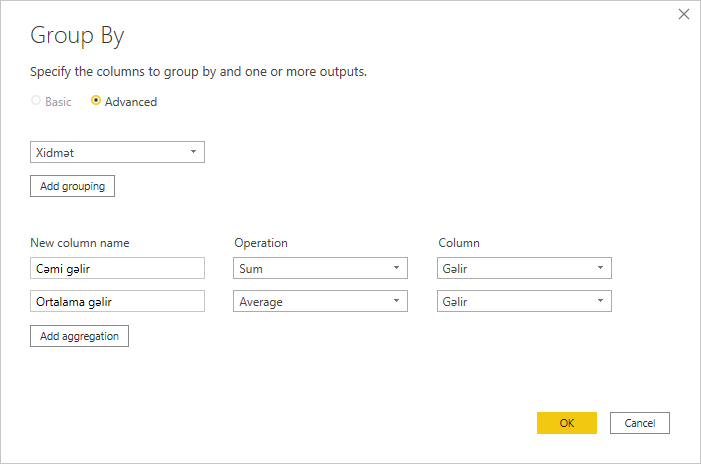 Group By
Specify the columns to group by and one or more outputs.
Basic Advanced
Xidmət
Add grouping
New column name Operation Column
Cəmi gəlir Sum Gəlir
Ortalama gəlir Average Gəlir
Add aggregation
OK Cancel